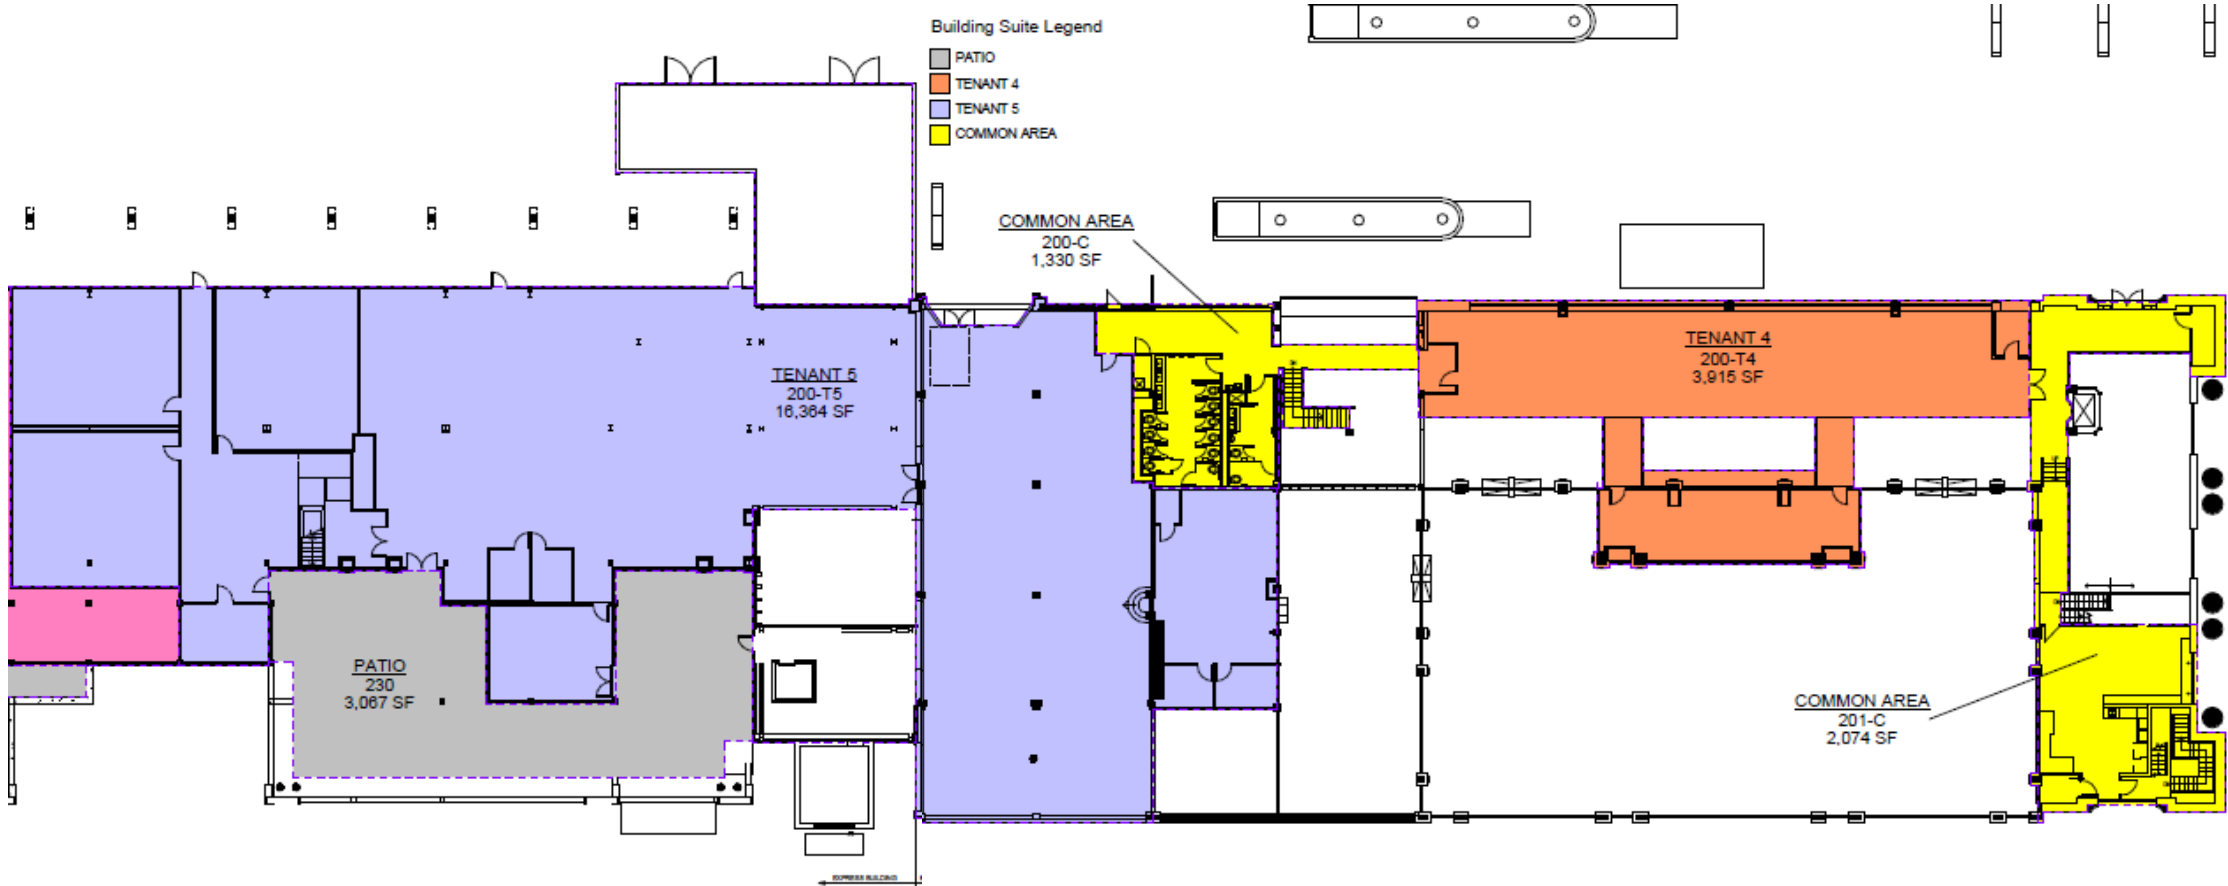 Building Suite Legend
PATIO
TENANT 4
TENANT 5
COMMON AREA
COMMON AREA
200-C
1,330 SF
TENANT 4
200-T4
3,915 SF
TENANT 5
200-T5
16,364 SF
PATIO
230
3,067 SF
COMMON AREA
201-C
2,074 SF
EXPRESS BUILDING